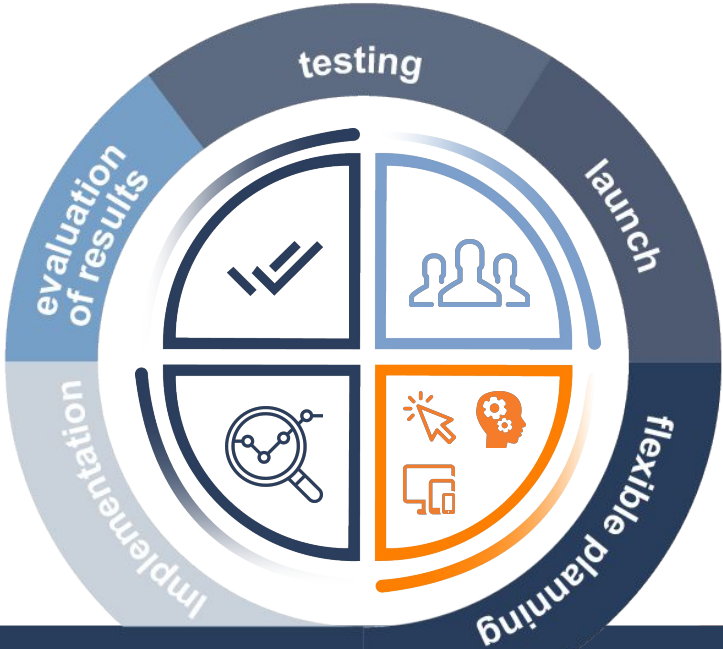 testing
launch
flexible planning
Implementation
evaluation
of results